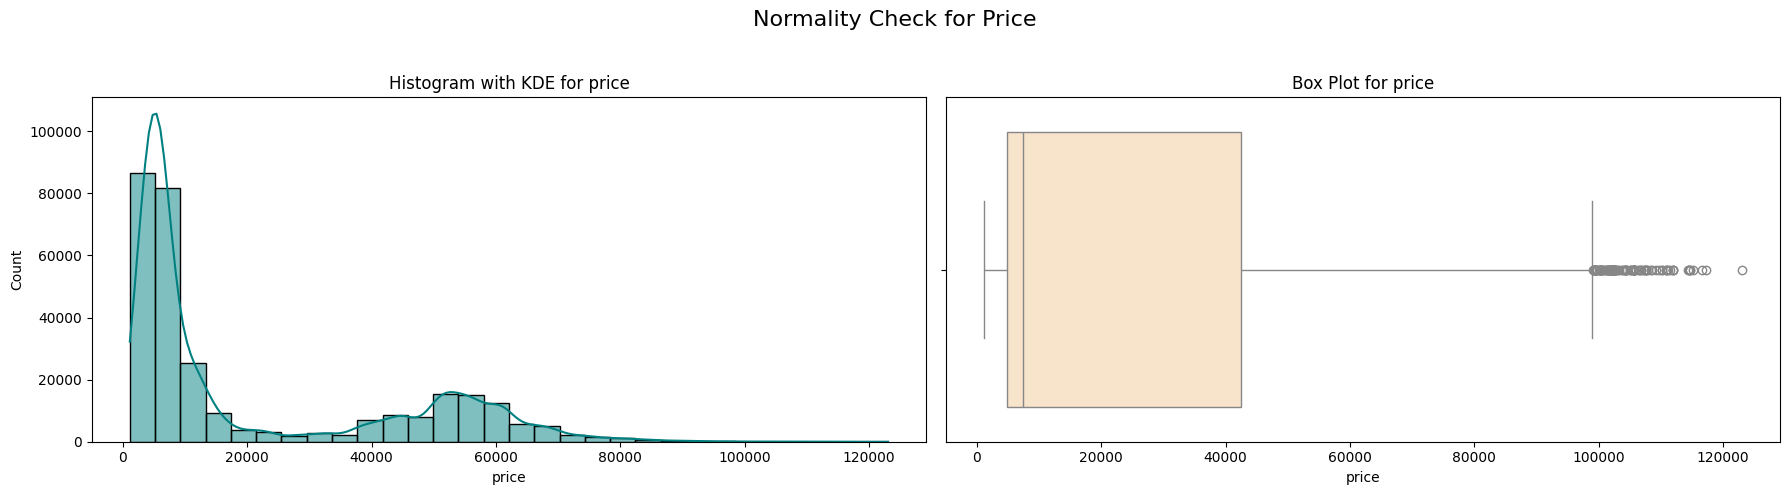 Normality Check for Price
Histogram with KDE for price
Count
100000
80000
60000
40000
20000
0
0 20000 40000 60000 80000 100000 120000
price
Box Plot for price
0 20000 40000 60000 80000 100000 120000
price